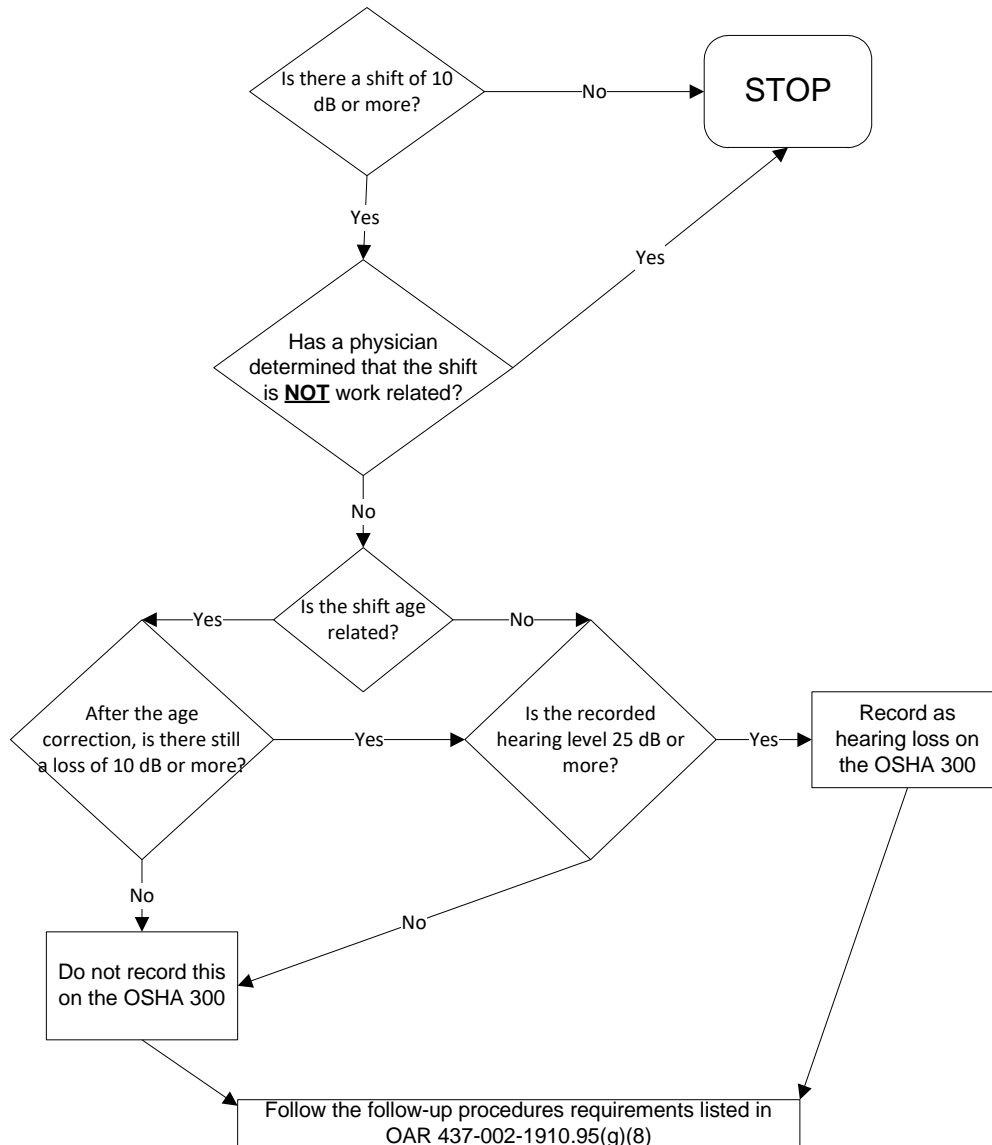 Is there a shift of 10
dB or more?
No
STOP
Yes
Yes
Has a physician
determined that the shift
is NOT work related?
No
Is the shift age
related?
Yes
No
After the age
correction, is there still
a loss of 10 dB or more?
Yes
Is the recorded
hearing level 25 dB or
more?
Yes
Record as
hearing loss on
the OSHA 300
No
No
Do not record this
on the OSHA 300
Follow the follow-up procedures requirements listed in
OAR 437-002-1910.95(g)(8)